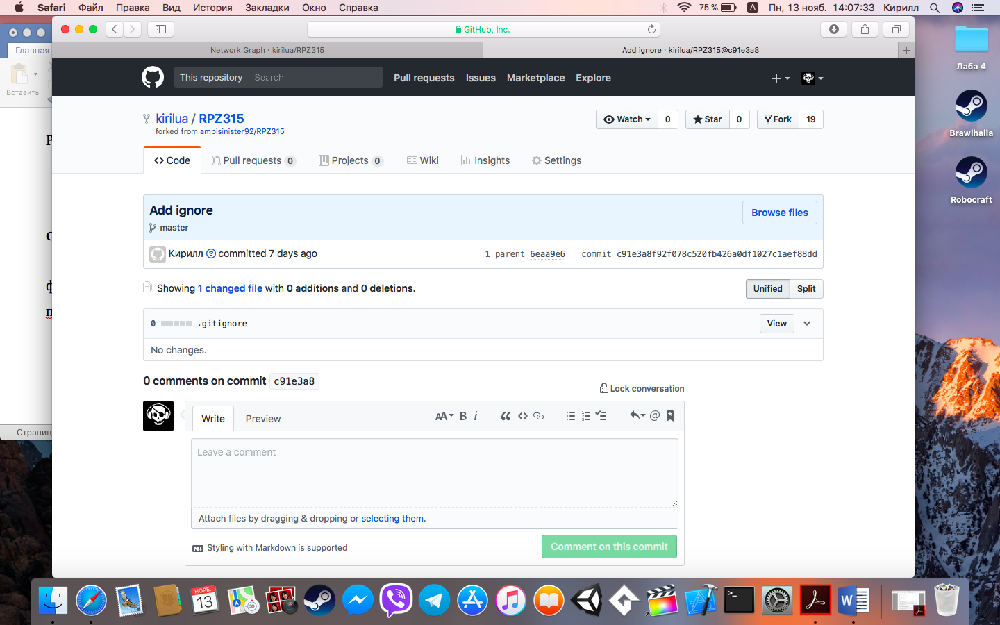 Safari Файл Правка Вид История Закладки Окно Справка 75 % A Пн, 13 нояб. 14:07:33 Кирилл
GitHub, Inc.
Главная
Network Graph · kirilua/RPZ315
Add ignore · kirilua/RPZ315@c91e3a8
Вставить
This repository Search Pull requests Issues Marketplace Explore
Лаба 4
Brawlhalla
Robocraft
kirilua / RPZ315
forked from ambisinister92/RPZ315
Watch 0 Star 0 Fork 19
Code Pull requests 0 Projects 0 Wiki Insights Settings
Add ignore
master
Browse files
Кирилл committed 7 days ago 1 parent 6eaa9e6 commit c91e3a8f92f078c520fb426a0df1027c1aef88dd
Showing 1 changed file with 0 additions and 0 deletions.
Unified Split
0 .gitignore View
No changes.
0 comments on commit c91e3a8
Lock conversation
Write Preview AA B i
Leave a comment
Attach files by dragging & dropping or selecting them.
Styling with Markdown is supported
Comment on this commit
Страниц
НОЯБ.
13
3D